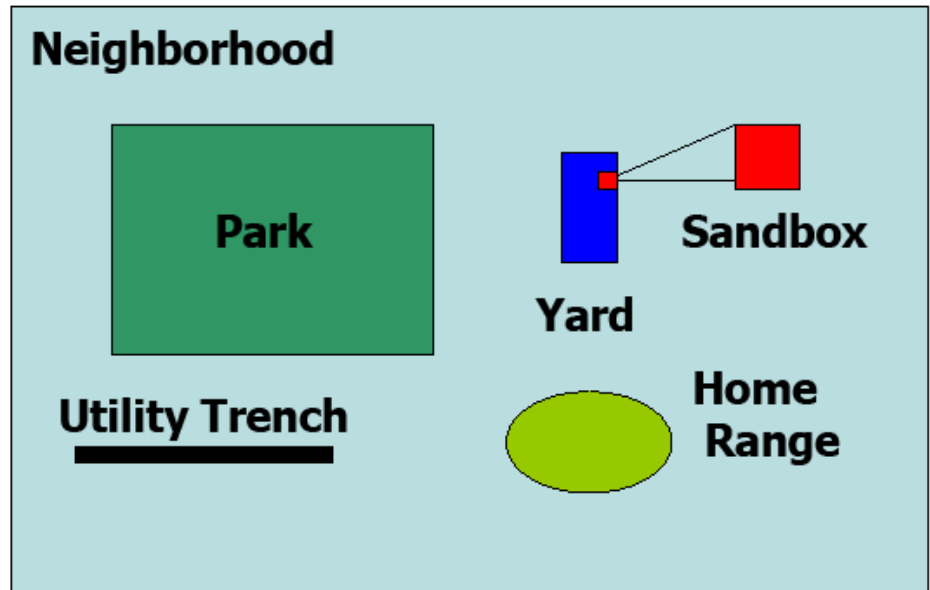 Neighborhood
Park
Sandbox
Yard
Utility Trench
Home
Range